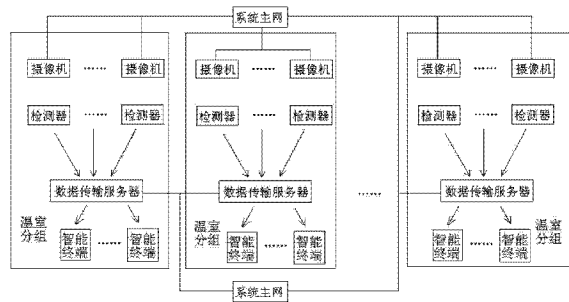 系统主网
摄像机 …… 摄像机 摄像机 …… 摄像机 摄像机 …… 摄像机
检测器 …… 检测器 检测器 …… 检测器 检测器 …… 检测器
数据传输服务器 数据传输服务器 …… 数据传输服务器
温室分组 智能终端 …… 智能终端 温室分组 智能终端 …… 智能终端 智能终端 …… 智能终端 温室分组
系统主网